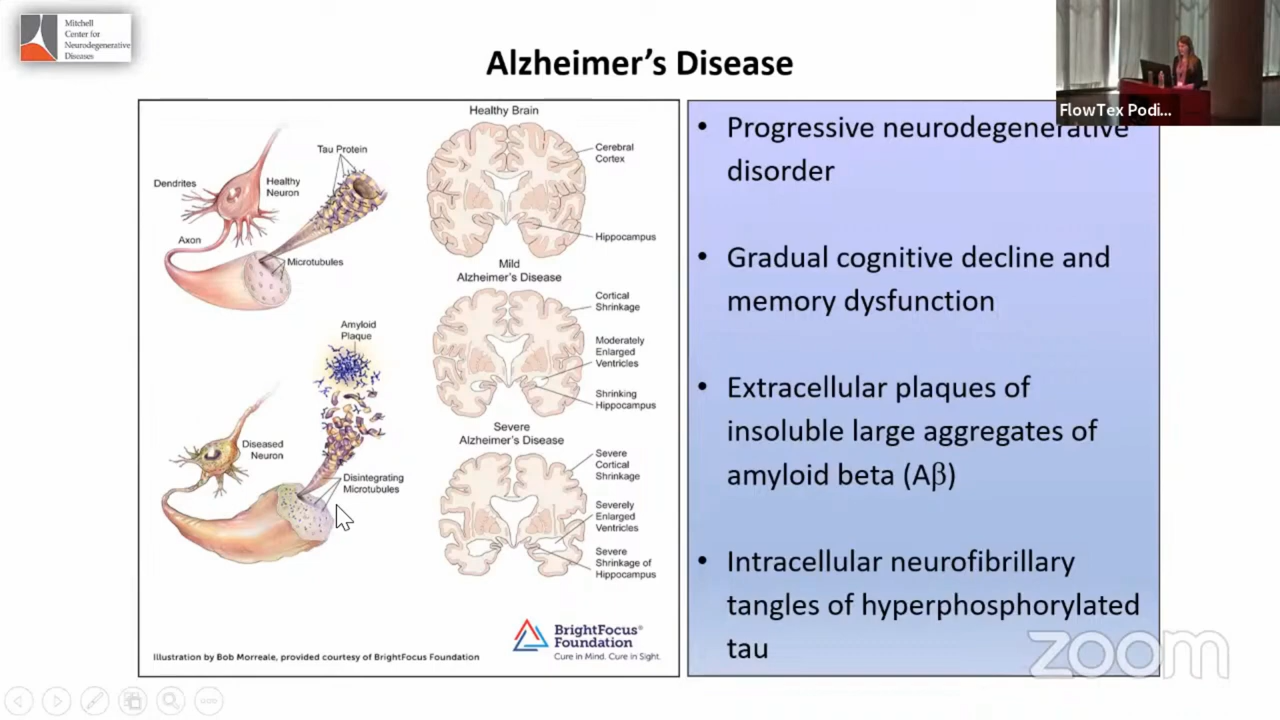 Mitchell
Center for
Neurodegenerative
Diseases
Alzheimer's Disease
FlowTex Podi...
Tau Protein
Dendrites
Healthy
Neuron
Axon
Microtubules
Amyloid
Plaque
Diseased
Neuron
Disintegrating
Microtubules
Healthy Brain
Cerebral
Cortex
Hippocampus
Mild
Alzheimer's Disease
Cortical
Shrinkage
Moderately
Enlarged
Ventricles
Shrinking
Hippocampus
Severe
Alzheimer's Disease
Severe
Cortical
Shrinkage
Severely
Enlarged
Ventricles
Severe
Shrinkage of
Hippocampus
BrightFocus®
Foundation
Cure in Mind. Cure in Sight.
Illustration by Bob Morreale, provided courtesy of BrightFocus Foundation
• Progressive neurodegenerative
disorder
• Gradual cognitive decline and
memory dysfunction
• Extracellular plaques of
insoluble large aggregates of
amyloid beta (Aβ)
• Intracellular neurofibrillary
tangles of hyperphosphorylated
tau
zoom